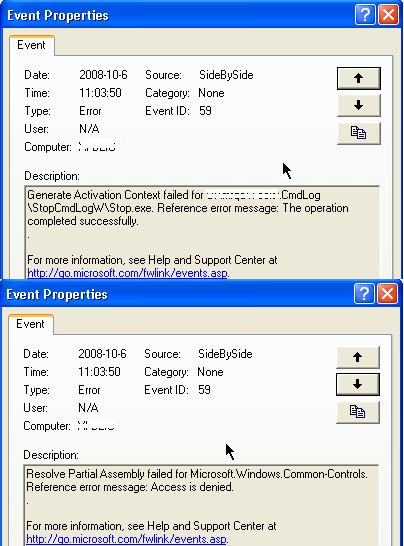 Event Properties
Event
Date: 2008-10-6 Source: SideBySide
Time: 11:03:50 Category: None
Type: Error Event ID: 59
User: N/A
Computer:
Description:
Generate Activation Context failed for .CmdLog
\StopCmdLogW\Stop.exe. Reference error message: The operation
completed successfully.
.
For more information, see Help and Support Center at
http://go.microsoft.com/fwlink/events.asp.
Event Properties
Event
Date: 2008-10-6 Source: SideBySide
Time: 11:03:50 Category: None
Type: Error Event ID: 59
User: N/A
Computer:
Description:
Resolve Partial Assembly failed for Microsoft.Windows.Common-Controls.
Reference error message: Access is denied.
.
For more information, see Help and Support Center at
http://go.microsoft.com/fwlink/events.asp.